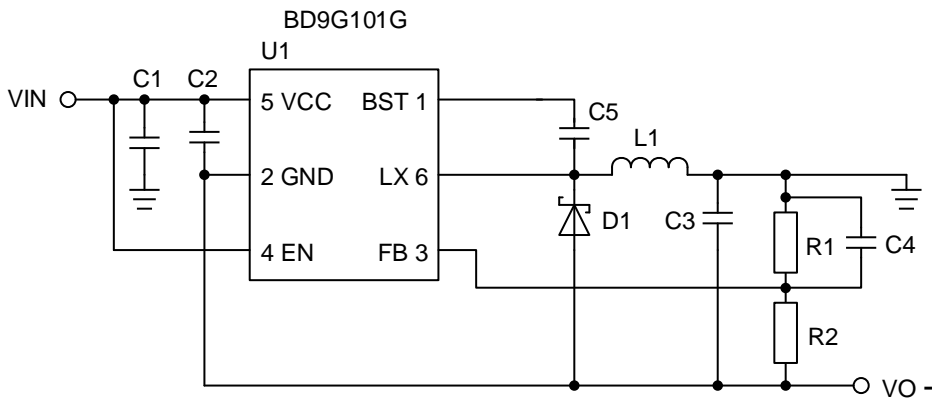 BD9G101G
U1
C1 C2
VIN
5 VCC BST 1
C5
L1
2 GND LX 6
D1 C3
4 EN FB 3
R1 C4
R2
VO -